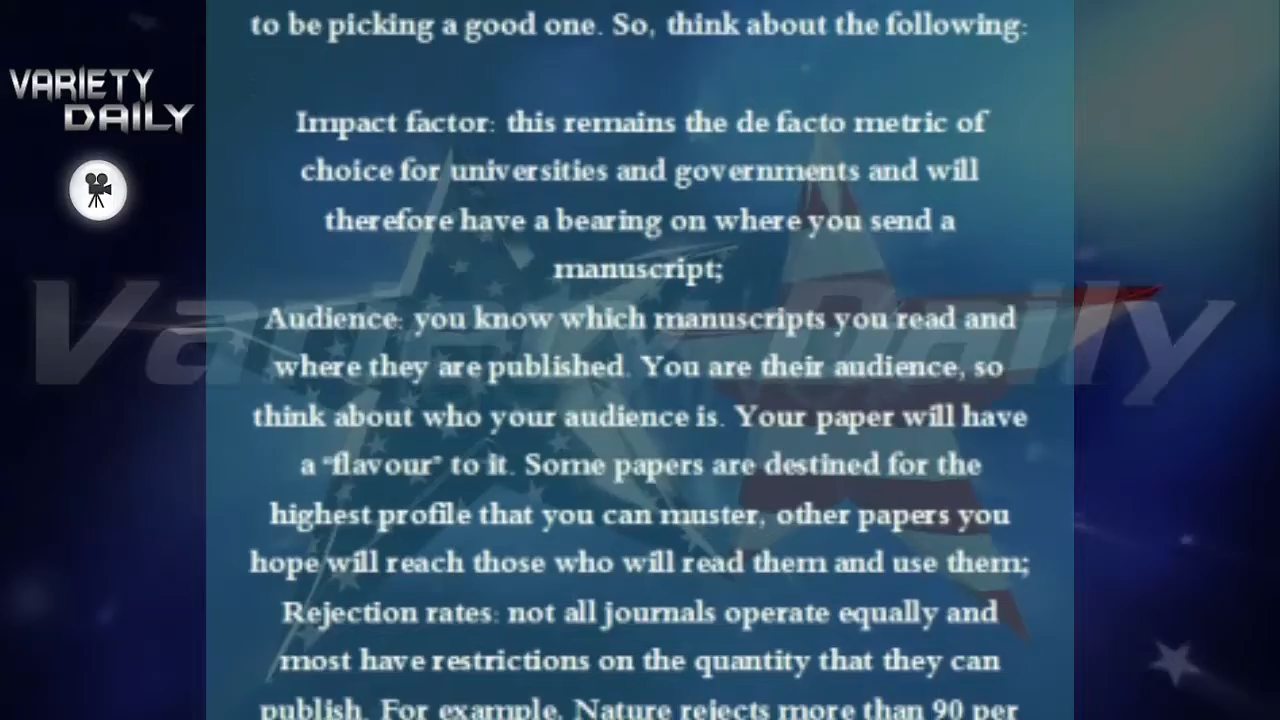 to be picking a good one. So, think about the following:
VARIETY
DAILY
Impact factor: this remains the de facto metric of
choice for universities and governments and will
therefore have a bearing on where you send a
manuscript;
Variety Daily
Audience: you know which manuscripts you read and
where they are published. You are their audience, so
think about who your audience is. Your paper will have
a "flavour" to it. Some papers are destined for the
highest profile that you can muster, other papers you
hope will reach those who will read them and use them;
Rejection rates: not all journals operate equally and
most have restrictions on the quantity that they can
publish. For example, Nature rejects more than 90 per